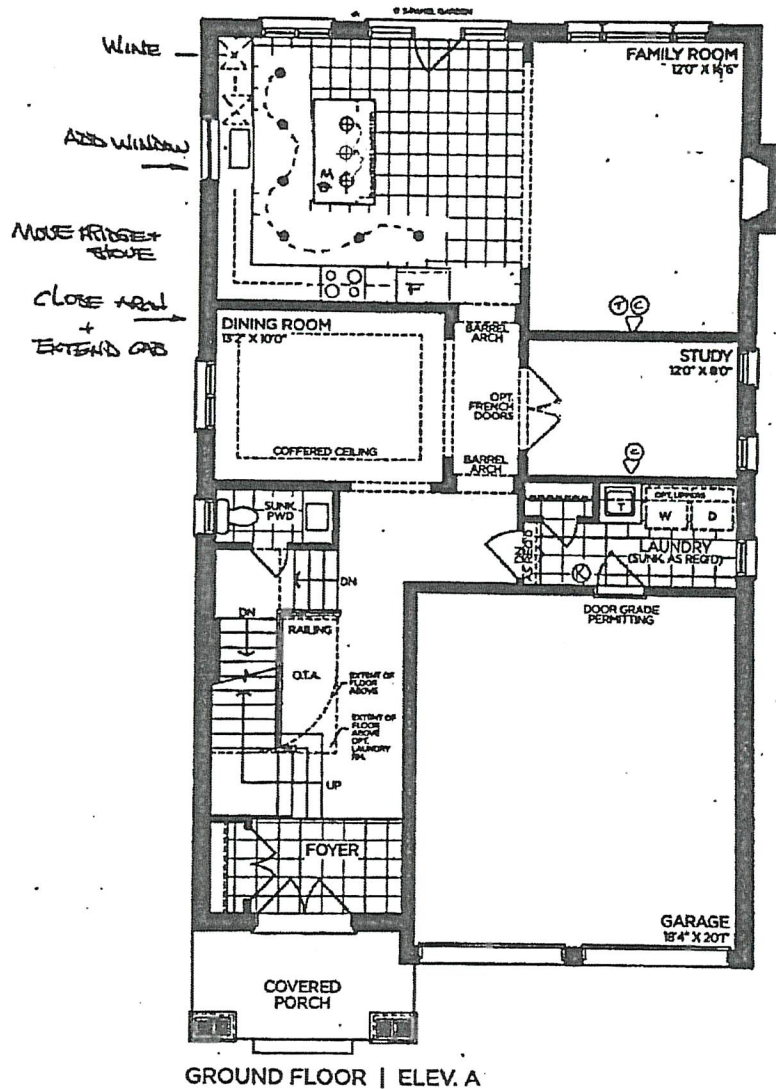 WINE
ADD WINDOW
MOVE FRIDGE +
STOVE
CLOSE ARCH
+
EXTEND CAB
FAMILY ROOM
12'0" X 16'6"
F
T C
DINING ROOM
13'2" X 10'0"
COFFERED CEILING
BARREL
ARCH
OPT.
FRENCH
DOORS
BARREL
ARCH
STUDY
12'0" X 8'0"
C
SUNK
PWD
OPT. UPPERS
T
W
D
LAUNDRY
(SUNK AS REQ'D)
K
DOOR GRADE
PERMITTING
DN
DN
RAILING
O.T.A.
EXTENT OF
FLOOR
ABOVE
EXTENT OF
FLOOR
ABOVE
OPT.
LAUNDRY
RM.
UP
FOYER
GARAGE
18'4" X 20'1"
COVERED
PORCH
GROUND FLOOR | ELEV. A